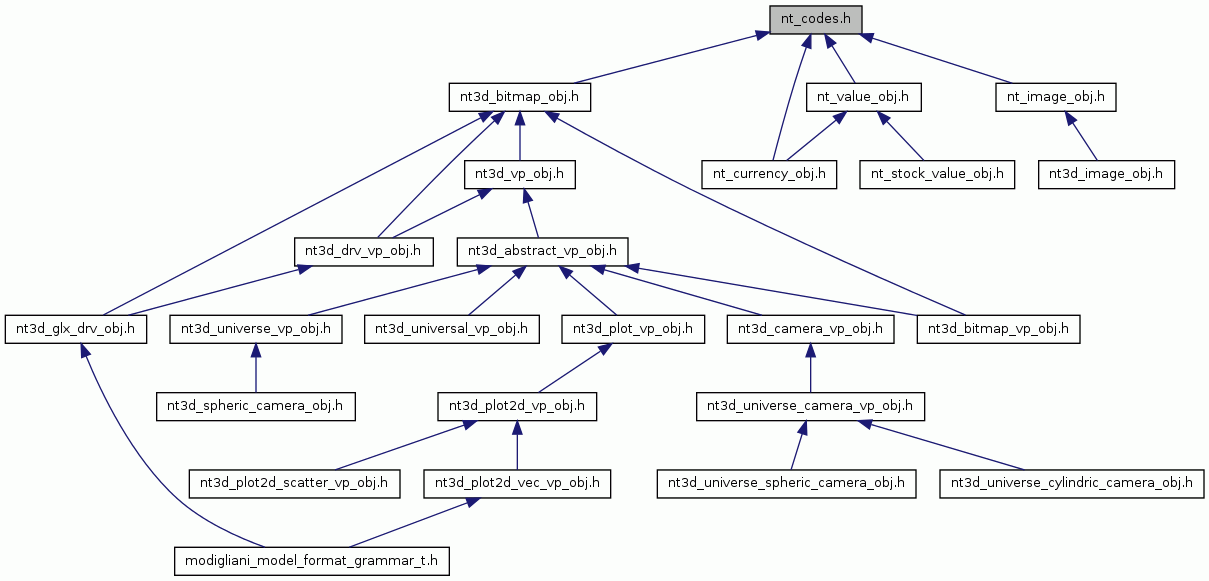 nt_codes.h
nt3d_bitmap_obj.h
nt_value_obj.h
nt_image_obj.h
nt3d_vp_obj.h
nt_currency_obj.h
nt_stock_value_obj.h
nt3d_image_obj.h
nt3d_drv_vp_obj.h
nt3d_abstract_vp_obj.h
nt3d_glx_drv_obj.h
nt3d_universe_vp_obj.h
nt3d_universal_vp_obj.h
nt3d_plot_vp_obj.h
nt3d_camera_vp_obj.h
nt3d_bitmap_vp_obj.h
nt3d_spheric_camera_obj.h
nt3d_plot2d_vp_obj.h
nt3d_universe_camera_vp_obj.h
nt3d_plot2d_scatter_vp_obj.h
nt3d_plot2d_vec_vp_obj.h
nt3d_universe_spheric_camera_obj.h
nt3d_universe_cylindric_camera_obj.h
modigliani_model_format_grammar_t.h